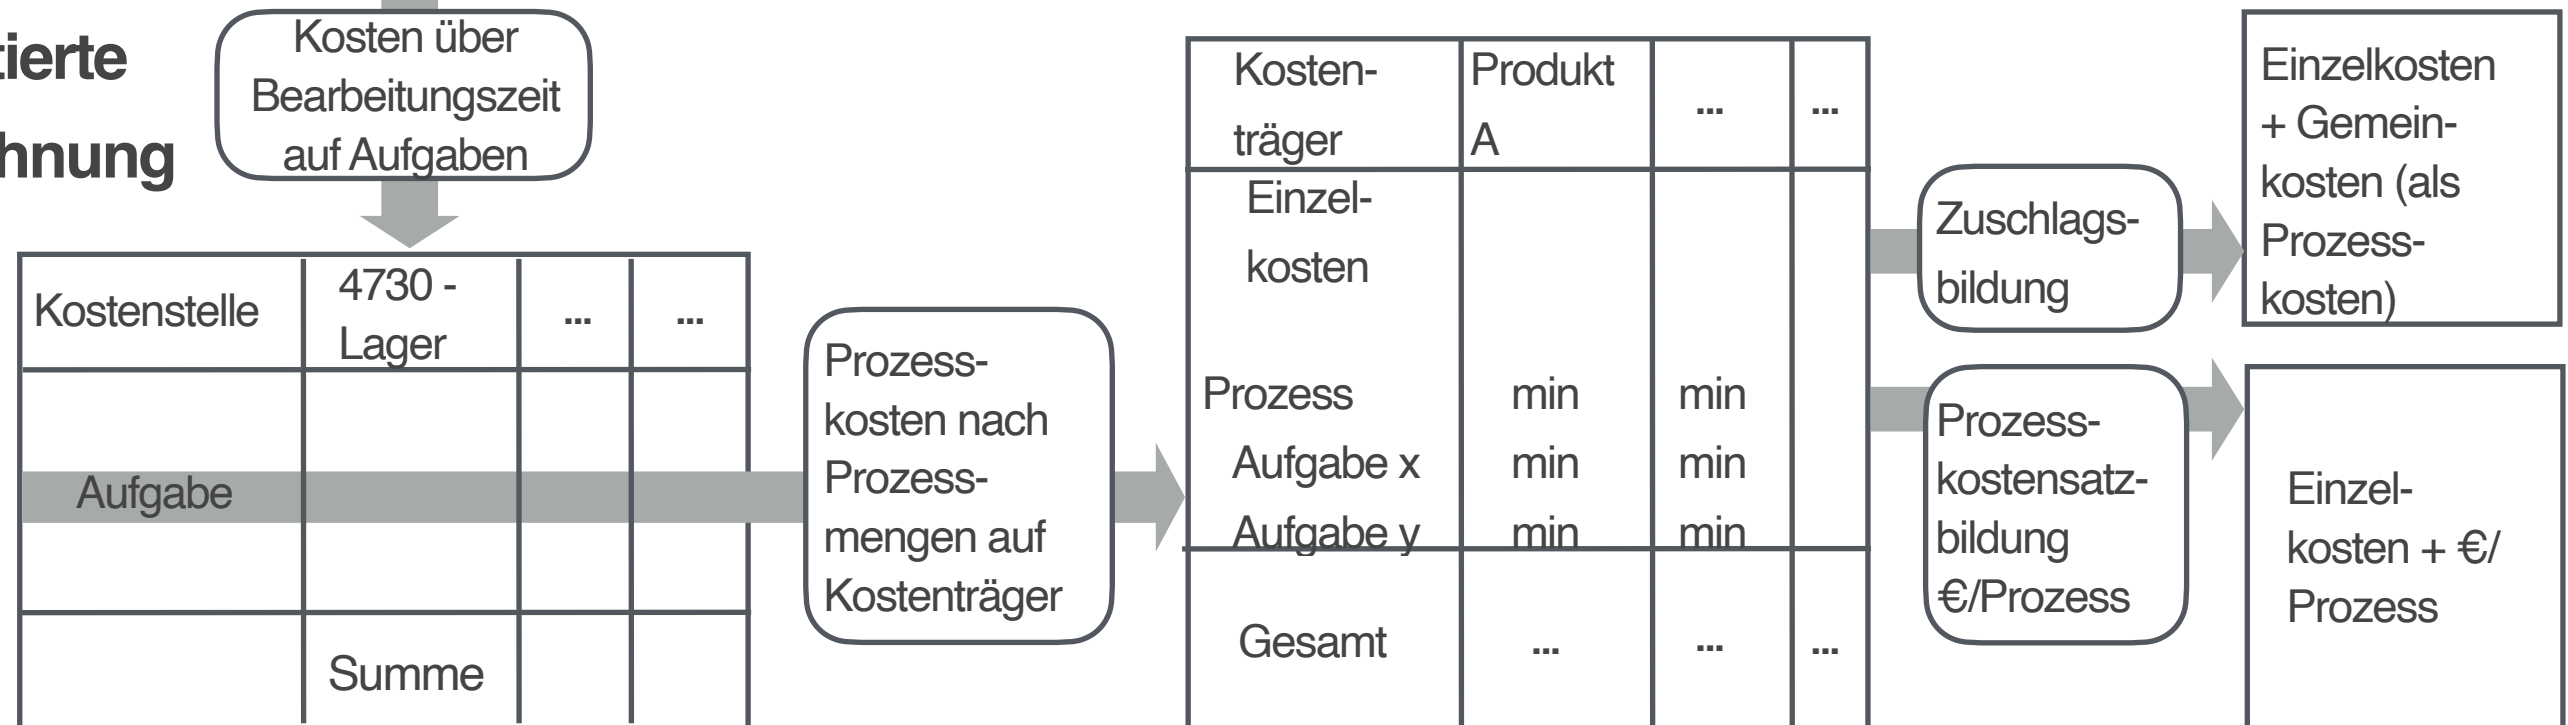 tierte
hnung
Kosten über
Bearbeitungszeit
auf Aufgaben
Kostenstelle
4730 -
Lager
...
...
Aufgabe
Summe
Prozess-
kosten nach
Prozess-
mengen auf
Kostenträger
Kosten-
träger
Produkt
A
...
...
Einzel-
kosten
Prozess min min
Aufgabe x min min
Aufgabe y min min
Gesamt ... ... ...
Zuschlags-
bildung
Einzelkosten
+ Gemein-
kosten (als
Prozess-
kosten)
Prozess-
kostensatz-
bildung
€/Prozess
Einzel-
kosten + €/
Prozess